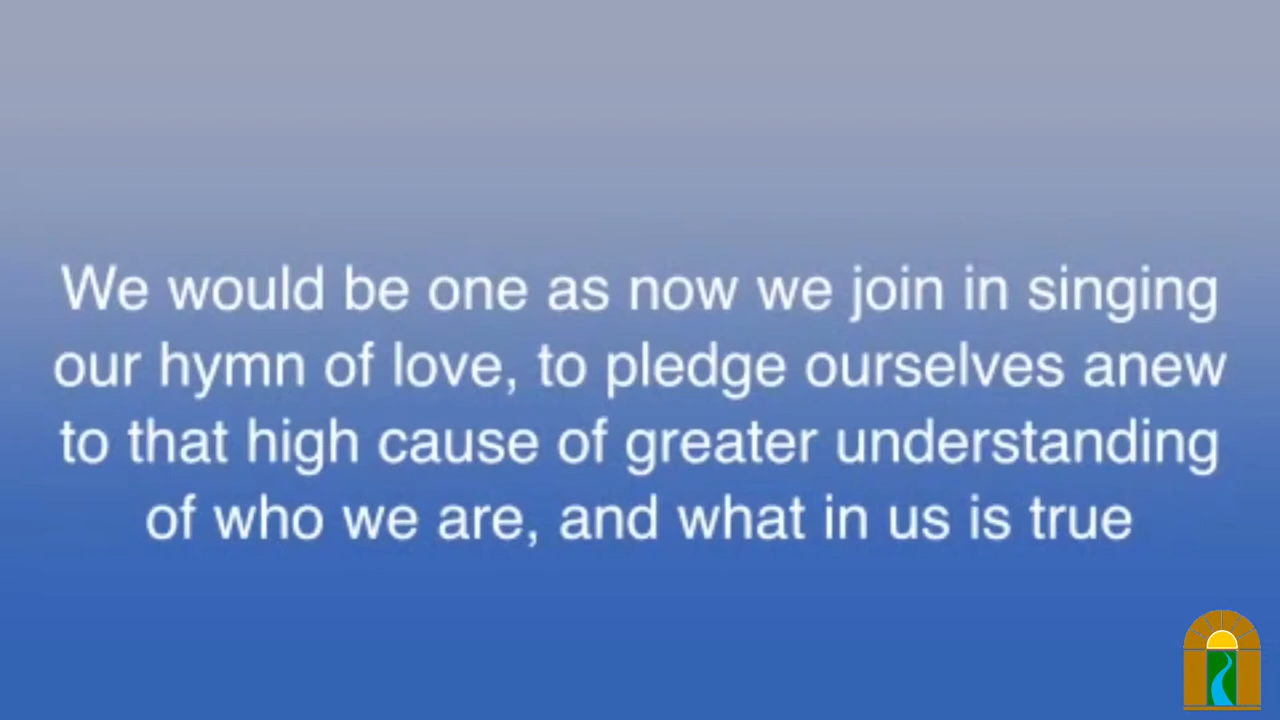 We would be one as now we join in singing
our hymn of love, to pledge ourselves anew
to that high cause of greater understanding
of who we are, and what in us is true